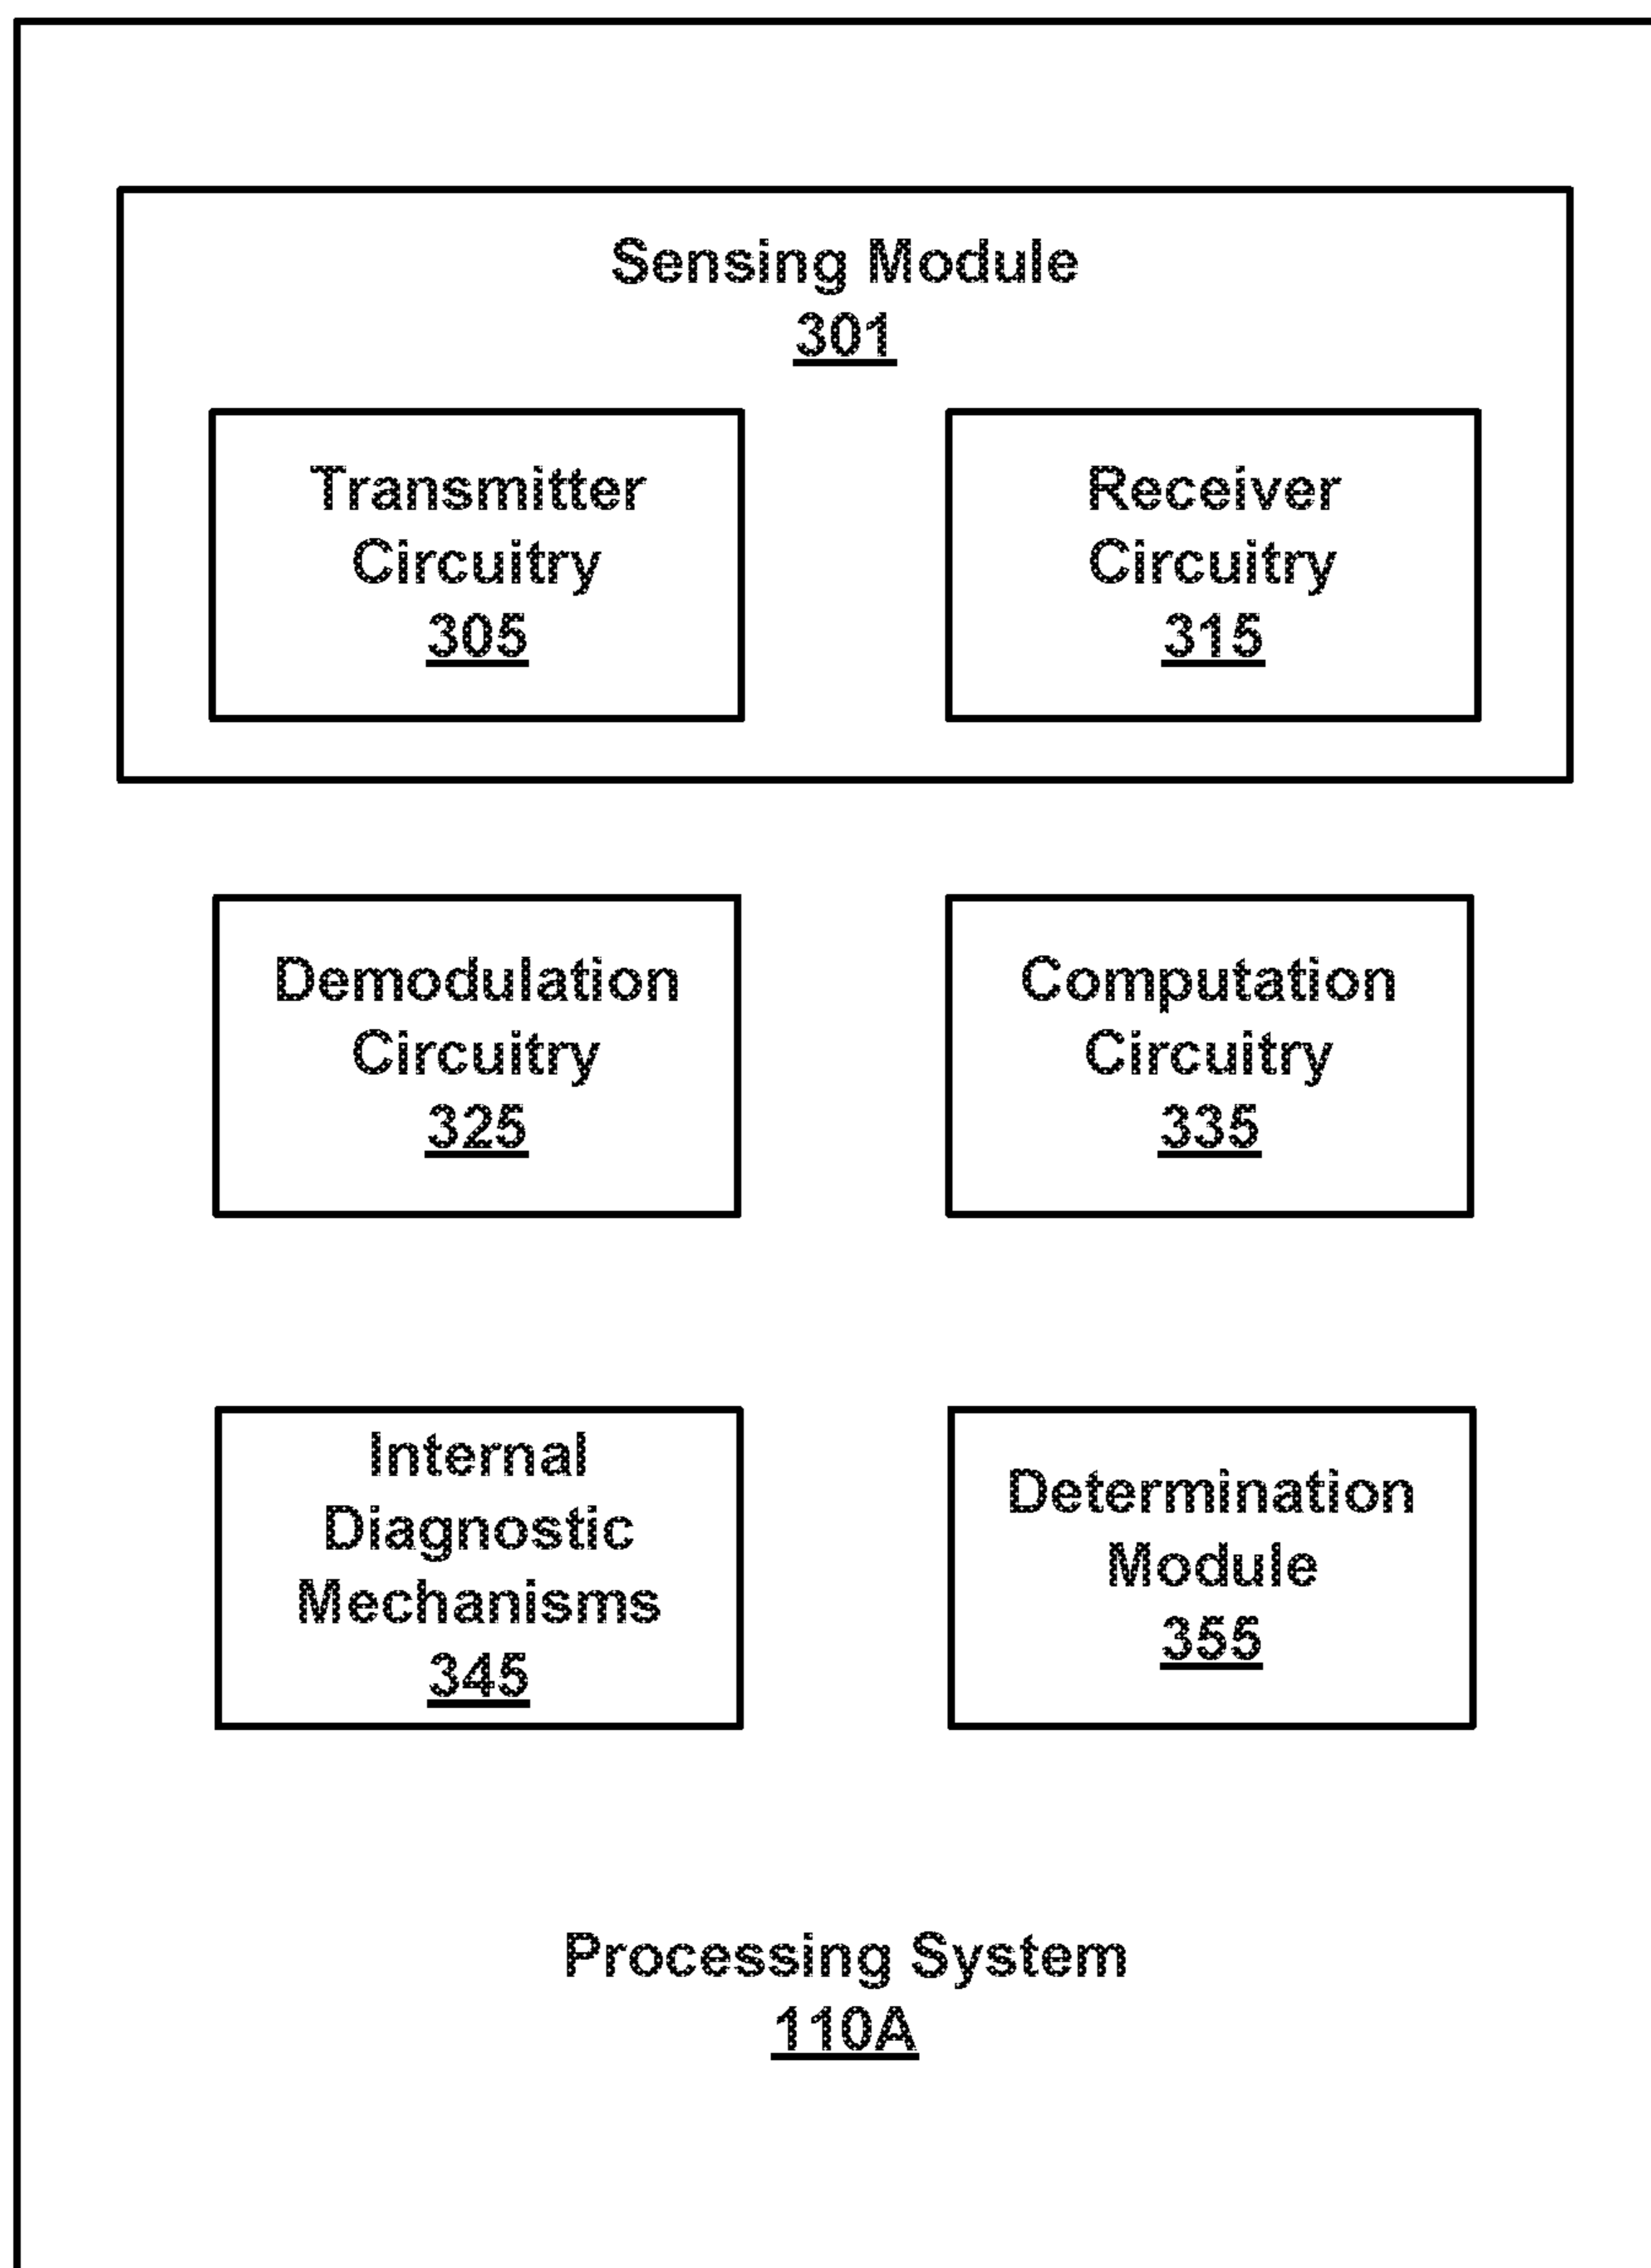 Sensing Module
301
Transmitter
Circuitry
305
Receiver
Circuitry
315
Demodulation
Circuitry
325
Computation
Circuitry
335
Internal
Diagnostic
Mechanisms
345
Determination
Module
355
Processing System
110A